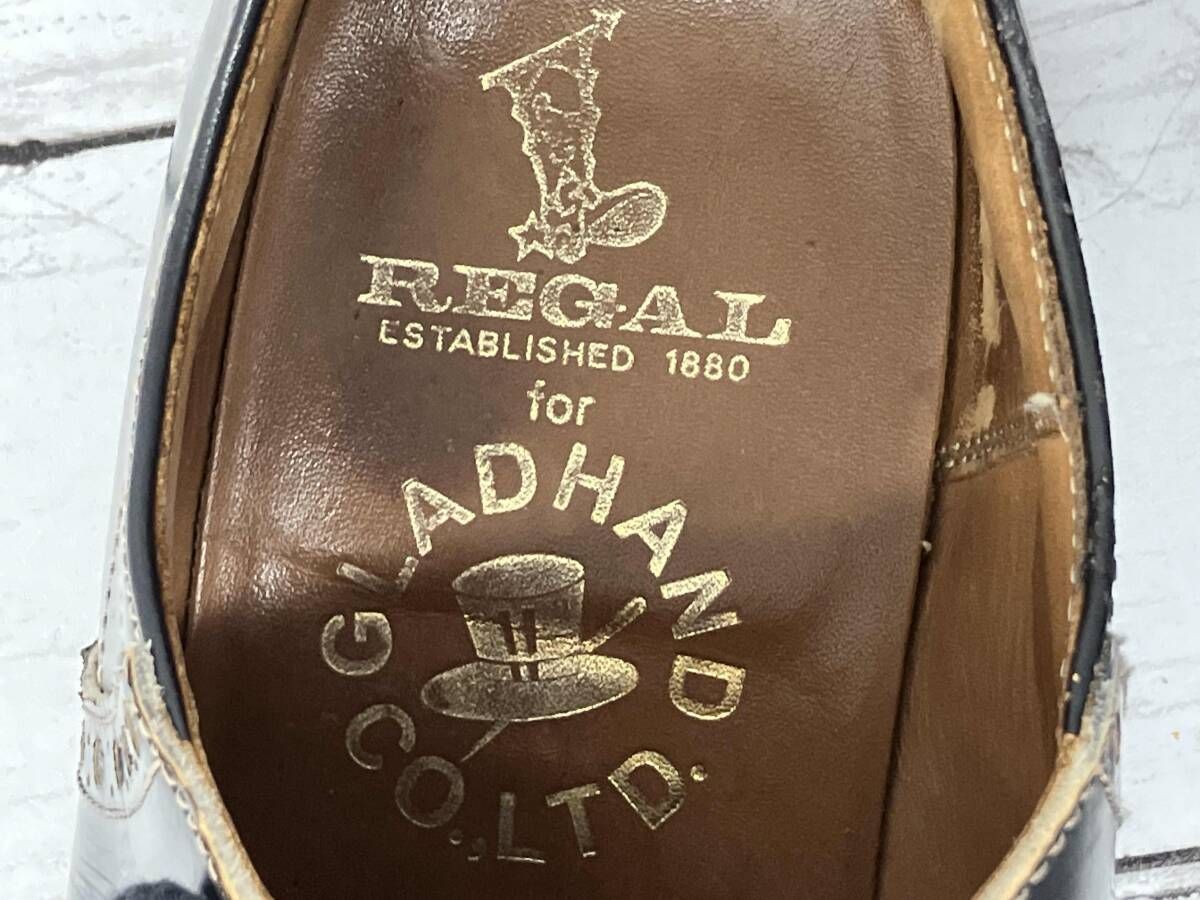 REGAL
ESTABLISHED 1880
for
GLADHAND
CO., LTD.